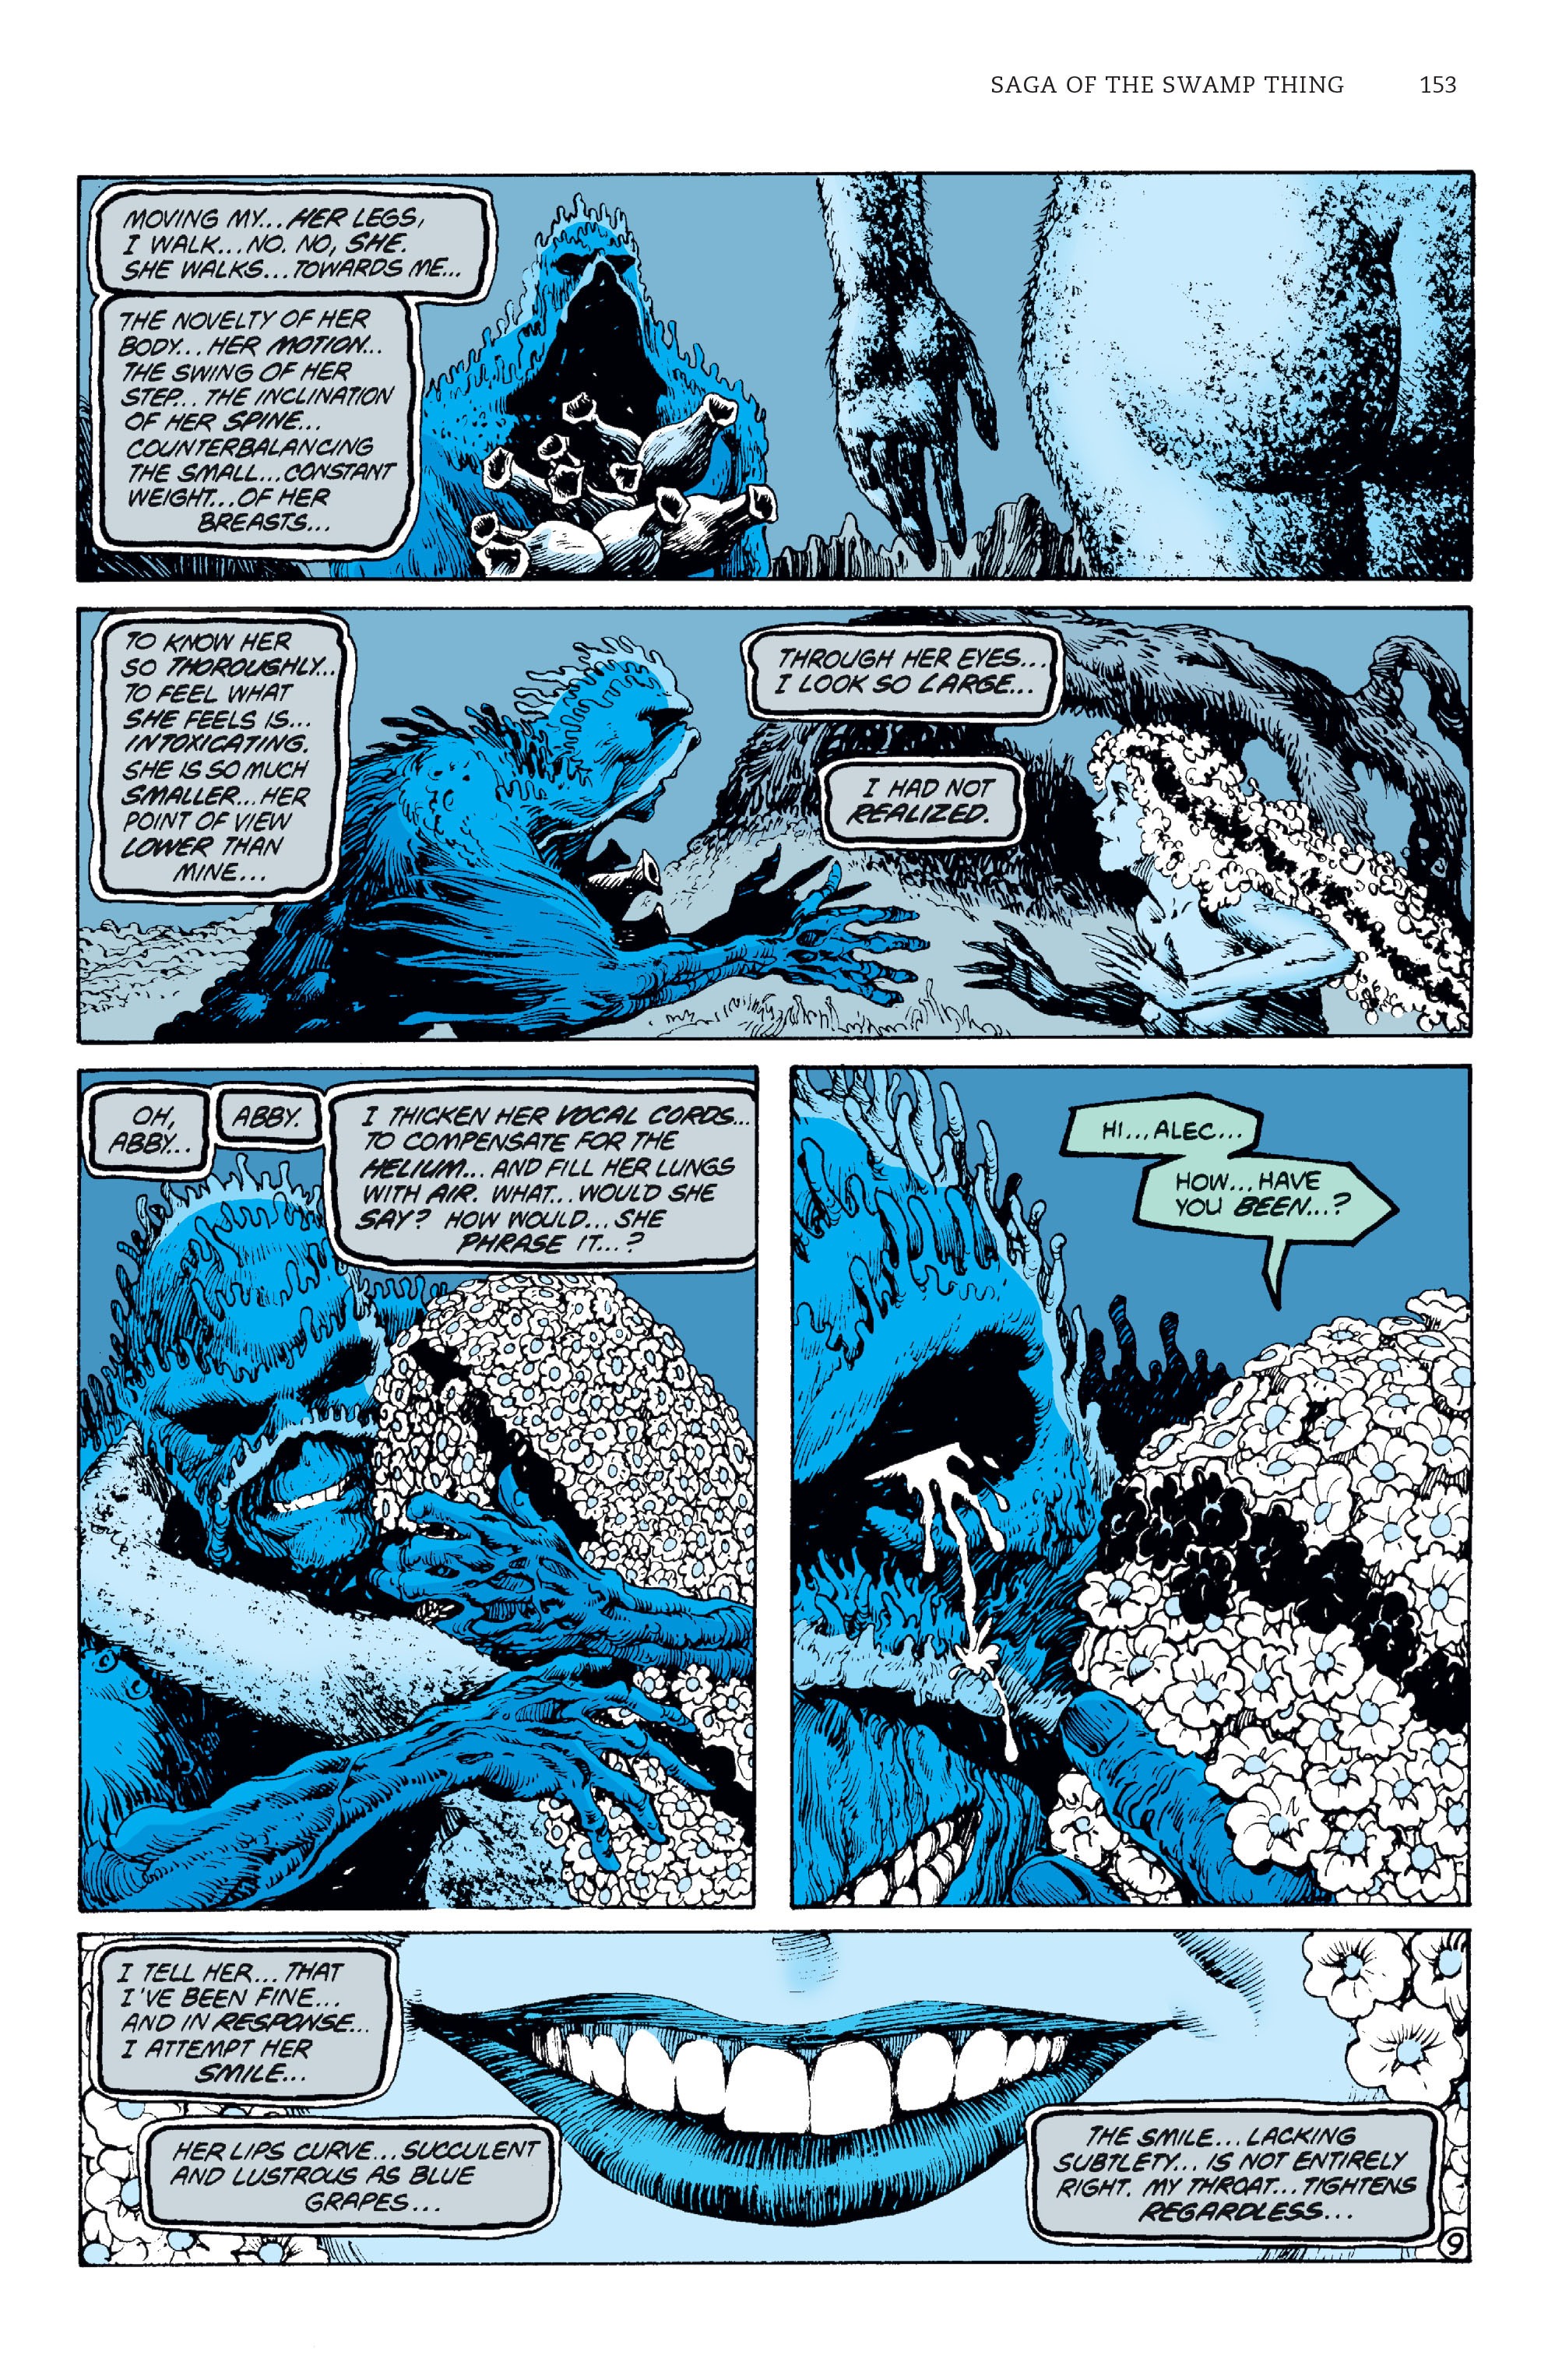 SAGA OF THE SWAMP THING 153
MOVING MY... HER LEGS,
I WALK... NO. NO, SHE.
SHE WALKS... TOWARDS ME...
THE NOVELTY OF HER
BODY... HER MOTION...
THE SWING OF HER
STEP... THE INCLINATION
OF HER SPINE...
COUNTERBALANCING
THE SMALL... CONSTANT
WEIGHT... OF HER
BREASTS...
TO KNOW HER
SO THOROUGHLY...
TO FEEL WHAT
SHE FEELS IS...
INTOXICATING.
SHE IS SO MUCH
SMALLER... HER
POINT OF VIEW
LOWER THAN
MINE...
THROUGH HER EYES...
I LOOK SO LARGE...
I HAD NOT
REALIZED.
OH,
ABBY...
ABBY.
I THICKEN HER VOCAL CORDS...
TO COMPENSATE FOR THE
HELIUM... AND FILL HER LUNGS
WITH AIR. WHAT... WOULD SHE
SAY? HOW WOULD... SHE
PHRASE IT...?
HI... ALEC...
HOW... HAVE
YOU BEEN...?
I TELL HER... THAT
I'VE BEEN FINE...
AND IN RESPONSE...
I ATTEMPT HER
SMILE...
HER LIPS CURVE... SUCCULENT
AND LUSTROUS AS BLUE
GRAPES...
THE SMILE... LACKING
SUBTLETY... IS NOT ENTIRELY
RIGHT. MY THROAT... TIGHTENS
REGARDLESS...
9